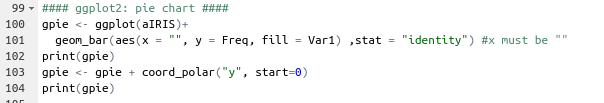 99 #### ggplot2: pie chart ####
100 gpie <- ggplot(aIRIS)+
101 geom_bar(aes(x = "", y = Freq, fill = Var1) ,stat = "identity") #x must be ""
102 print(gpie)
103 gpie <- gpie + coord_polar("y", start=0)
104 print(gpie)